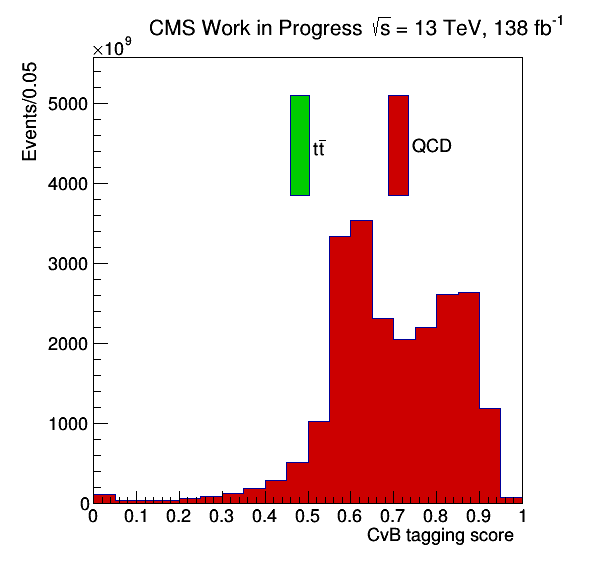 CMS Work in Progress √s = 13 TeV, 138 fb⁻¹
×10⁹
Events/0.05
5000
4000
3000
2000
1000
0
tt̄
QCD
0 0.1 0.2 0.3 0.4 0.5 0.6 0.7 0.8 0.9 1
CvB tagging score